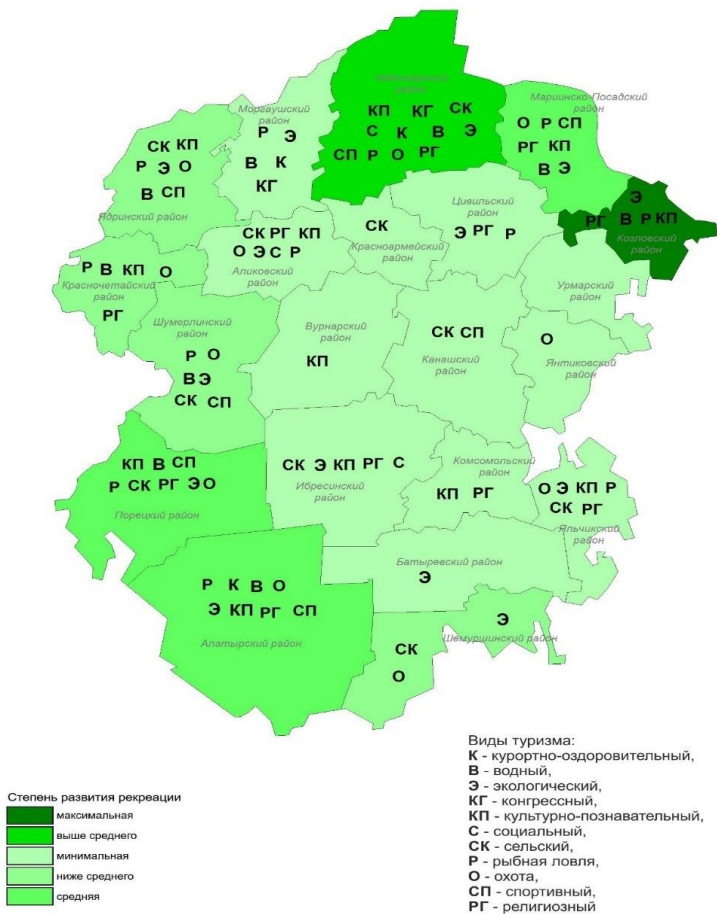 Чебоксарский
район
КП КГ СК
С К В Э
СП Р О РГ
Моргаушский
район
Р Э
В К
КГ
Мариинско-Посадский
район
О Р СП
РГ КП
В Э
СК КП
Р Э О
В СП
Ядринский район
Э
РГ В Р КП
Козловский
район
Цивильский
район
Э РГ Р
СК
Красноармейский
район
СК РГ КП
О Э С Р
Аликовский
район
Р В КП О
Красночетайский
район
РГ
Урмарский
район
Шумерлинский
район
Р О
В Э
СК СП
Вурнарский
район
КП
СК СП
Канашский
район
О
Янтиковский
район
КП В СП
Р СК РГ Э О
Порецкий район
СК Э КП РГ С
Ибресинский
район
Комсомольский
район
КП РГ
О Э КП Р
СК РГ
Яльчикский
район
Батыревский район
Э
Р К В О
Э КП РГ СП
Алатырский район
Э
Шемуршинский
район
СК
О
Степень развития рекреации
максимальная
выше среднего
минимальная
ниже среднего
средняя
Виды туризма:
К - курортно-оздоровительный,
В - водный,
Э - экологический,
КГ - конгрессный,
КП - культурно-познавательный,
С - социальный,
СК - сельский,
Р - рыбная ловля,
О - охота,
СП - спортивный,
РГ - религиозный